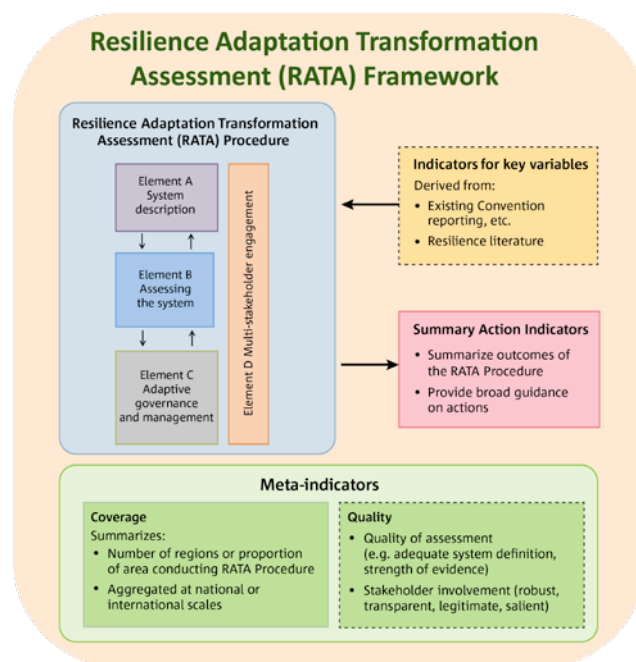 Resilience Adaptation Transformation
Assessment (RATA) Framework
Resilience Adaptation Transformation
Assessment (RATA) Procedure
Element A
System
description
↓ ↑
Element B
Assessing
the system
↓ ↑
Element C
Adaptive
governance
and management
Element D Multi-stakeholder engagement
Indicators for key variables
Derived from:
• Existing Convention
reporting, etc.
• Resilience literature
Summary Action Indicators
• Summarize outcomes of
the RATA Procedure
• Provide broad guidance
on actions
Meta-indicators
Coverage
Summarizes:
• Number of regions or proportion
of area conducting RATA Procedure
• Aggregated at national or
international scales
Quality
• Quality of assessment
(e.g. adequate system definition,
strength of evidence)
• Stakeholder involvement (robust,
transparent, legitimate, salient)